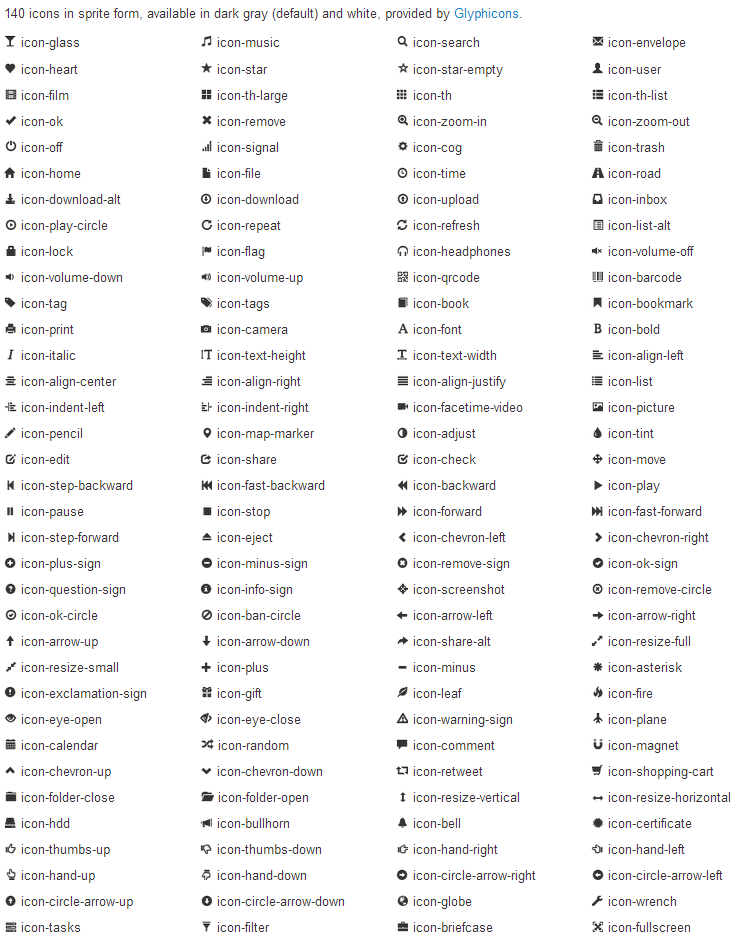 140 icons in sprite form, available in dark gray (default) and white, provided by Glyphicons.
icon-glass icon-music icon-search icon-envelope
icon-heart icon-star icon-star-empty icon-user
icon-film icon-th-large icon-th icon-th-list
icon-ok icon-remove icon-zoom-in icon-zoom-out
icon-off icon-signal icon-cog icon-trash
icon-home icon-file icon-time icon-road
icon-download-alt icon-download icon-upload icon-inbox
icon-play-circle icon-repeat icon-refresh icon-list-alt
icon-lock icon-flag icon-headphones icon-volume-off
icon-volume-down icon-volume-up icon-qrcode icon-barcode
icon-tag icon-tags icon-book icon-bookmark
icon-print icon-camera icon-font icon-bold
icon-italic icon-text-height icon-text-width icon-align-left
icon-align-center icon-align-right icon-align-justify icon-list
icon-indent-left icon-indent-right icon-facetime-video icon-picture
icon-pencil icon-map-marker icon-adjust icon-tint
icon-edit icon-share icon-check icon-move
icon-step-backward icon-fast-backward icon-backward icon-play
icon-pause icon-stop icon-forward icon-fast-forward
icon-step-forward icon-eject icon-chevron-left icon-chevron-right
icon-plus-sign icon-minus-sign icon-remove-sign icon-ok-sign
icon-question-sign icon-info-sign icon-screenshot icon-remove-circle
icon-ok-circle icon-ban-circle icon-arrow-left icon-arrow-right
icon-arrow-up icon-arrow-down icon-share-alt icon-resize-full
icon-resize-small icon-plus icon-minus icon-asterisk
icon-exclamation-sign icon-gift icon-leaf icon-fire
icon-eye-open icon-eye-close icon-warning-sign icon-plane
icon-calendar icon-random icon-comment icon-magnet
icon-chevron-up icon-chevron-down icon-retweet icon-shopping-cart
icon-folder-close icon-folder-open icon-resize-vertical icon-resize-horizontal
icon-hdd icon-bullhorn icon-bell icon-certificate
icon-thumbs-up icon-thumbs-down icon-hand-right icon-hand-left
icon-hand-up icon-hand-down icon-circle-arrow-right icon-circle-arrow-left
icon-circle-arrow-up icon-circle-arrow-down icon-globe icon-wrench
icon-tasks icon-filter icon-briefcase icon-fullscreen